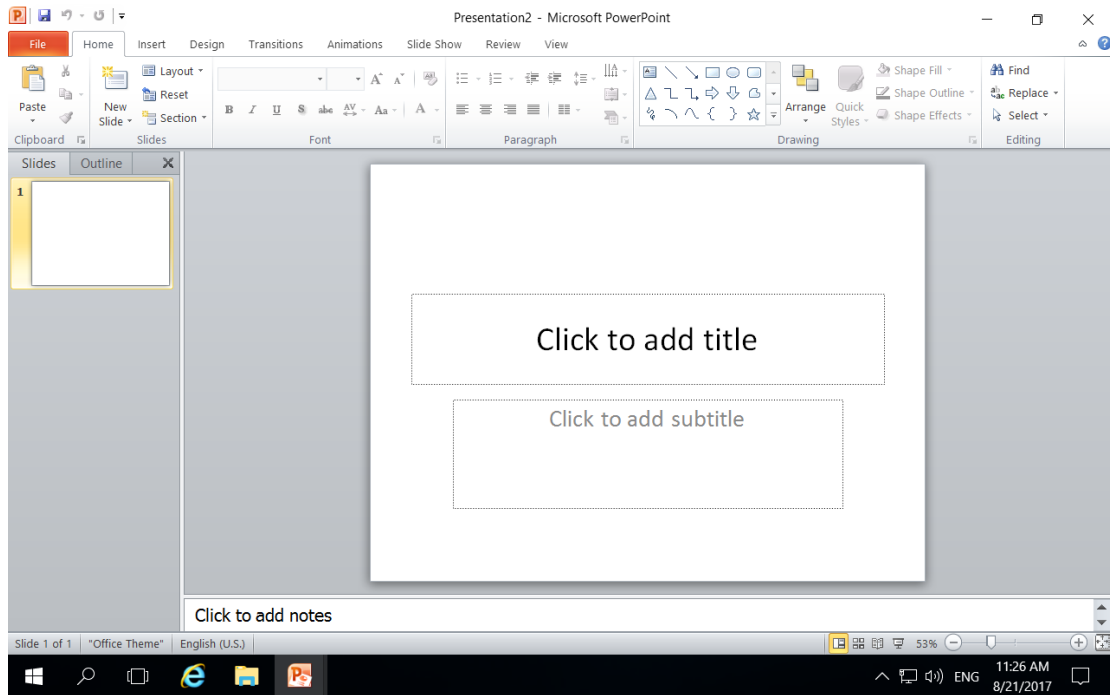 Presentation2 - Microsoft PowerPoint
File Home Insert Design Transitions Animations Slide Show Review View
Paste
New Slide
Layout
Reset
Section
B I U S abc AV Aa A
A A
Shape Fill
Shape Outline
Shape Effects
Arrange
Quick Styles
Find
Replace
Select
Clipboard Slides Font Paragraph Drawing Editing
Slides Outline
1
Click to add title
Click to add subtitle
Click to add notes
Slide 1 of 1 "Office Theme" English (U.S.) 53%
ENG
11:26 AM
8/21/2017